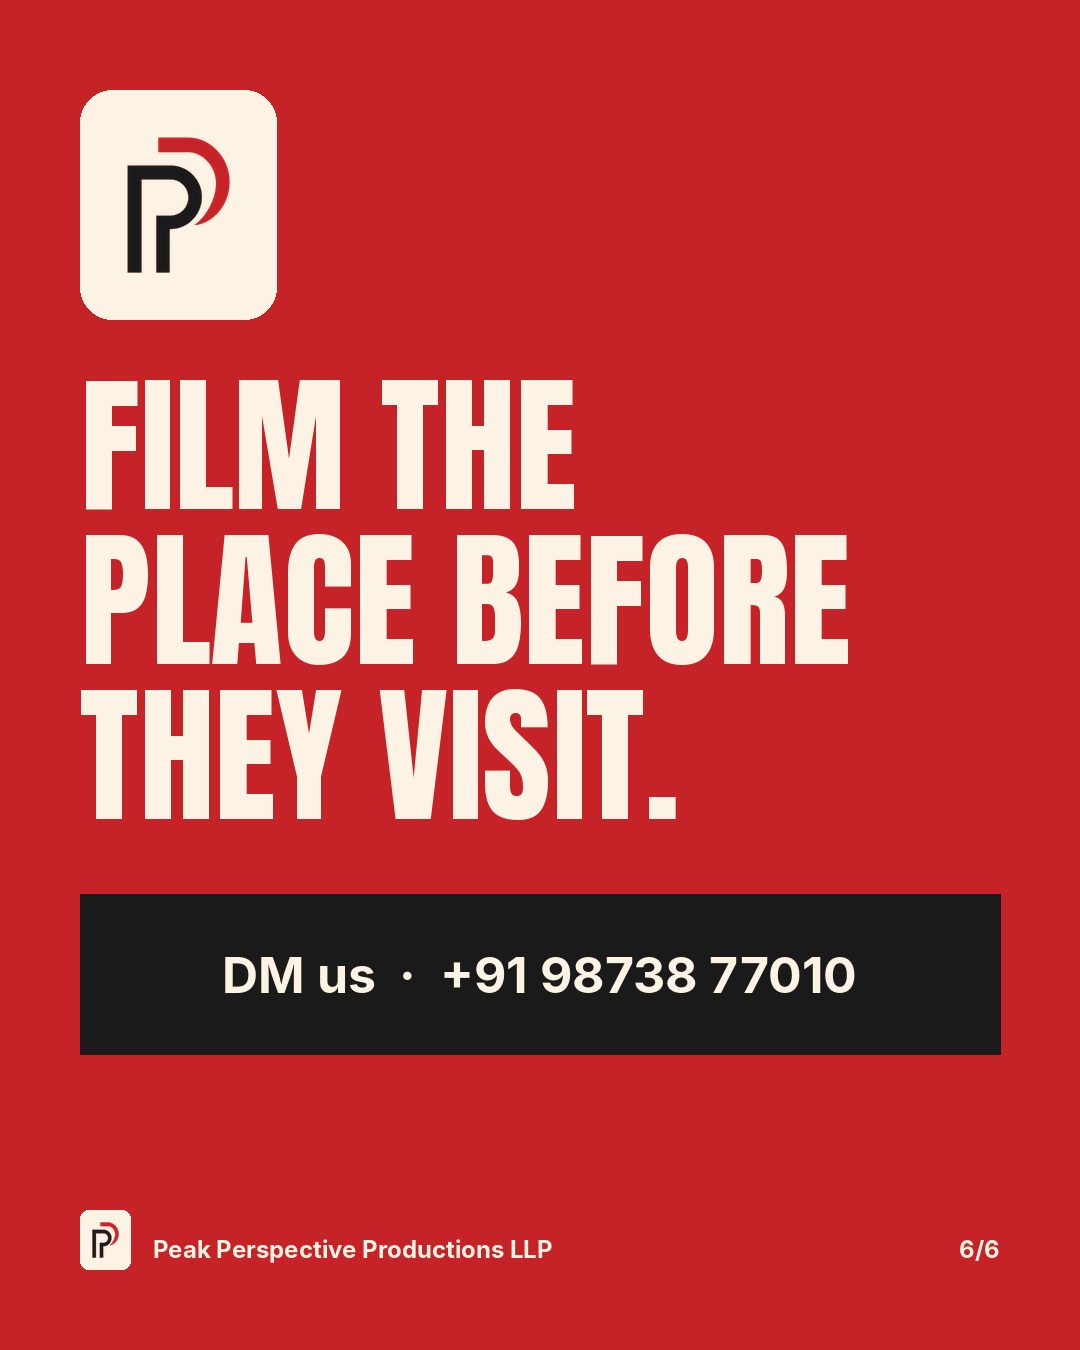 FILM THE
PLACE BEFORE
THEY VISIT.
DM us · +91 98738 77010
Peak Perspective Productions LLP
6/6